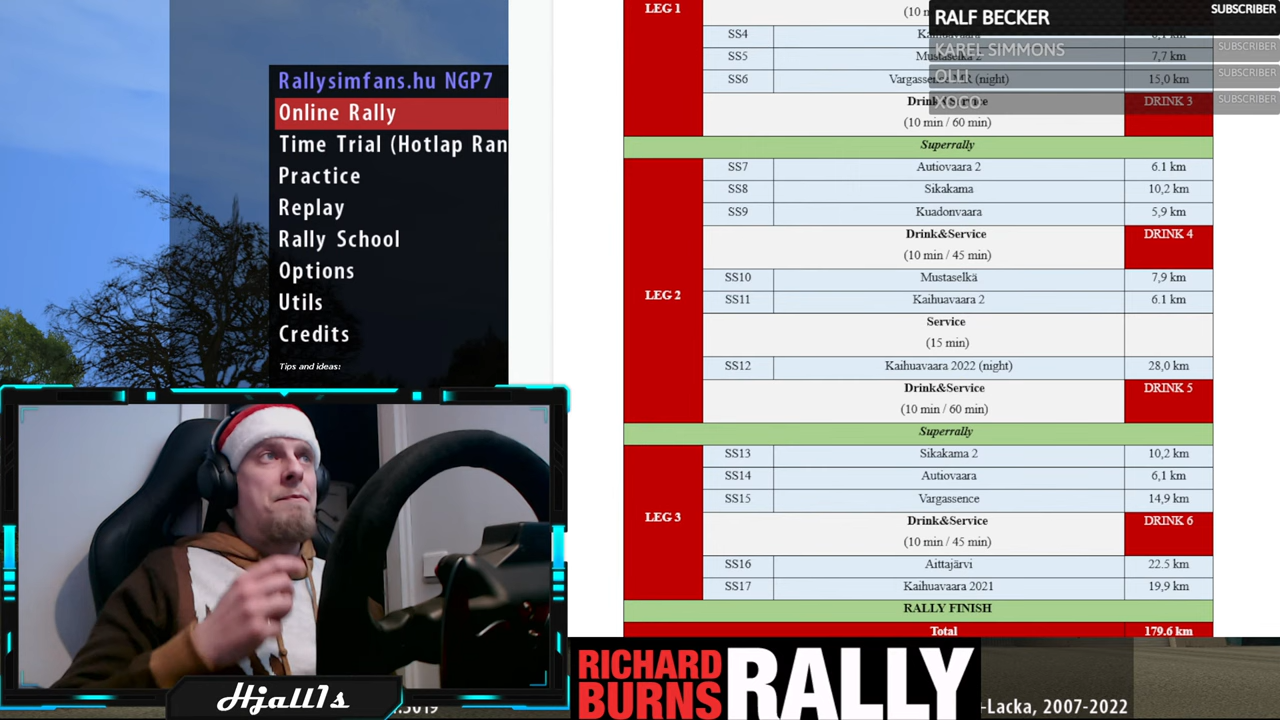 Rallysimfans.hu NGP7
Online Rally
Time Trial (Hotlap Ran
Practice
Replay
Rally School
Options
Utils
Credits
Tips and ideas:
LEG 1
SS4
SS5
Mustaselkä 2
7,7 km
SS6
(night)
15,0 km
DRINK 3
(10 min / 60 min)
Superrally
LEG 2
SS7
Autiovaara 2
6.1 km
SS8
Sikakama
10,2 km
SS9
Kuadonvaara
5,9 km
Drink&Service
DRINK 4
(10 min / 45 min)
SS10
Mustaselkä
7,9 km
SS11
Kaihuavaara 2
6.1 km
Service
(15 min)
SS12
Kaihuavaara 2022 (night)
28,0 km
Drink&Service
DRINK 5
(10 min / 60 min)
Superrally
LEG 3
SS13
Sikakama 2
10,2 km
SS14
Autiovaara
6,1 km
SS15
Vargassence
14,9 km
Drink&Service
DRINK 6
(10 min / 45 min)
SS16
Aittajärvi
22.5 km
SS17
Kaihuavaara 2021
19,9 km
RALLY FINISH
Total
179.6 km
RALF BECKER
SUBSCRIBER
KAREL SIMMONS
SUBSCRIBER
OLLI
SUBSCRIBER
XOCO
SUBSCRIBER
Hjall1s
RICHARD
BURNS
RALLY
-Lacka, 2007-2022